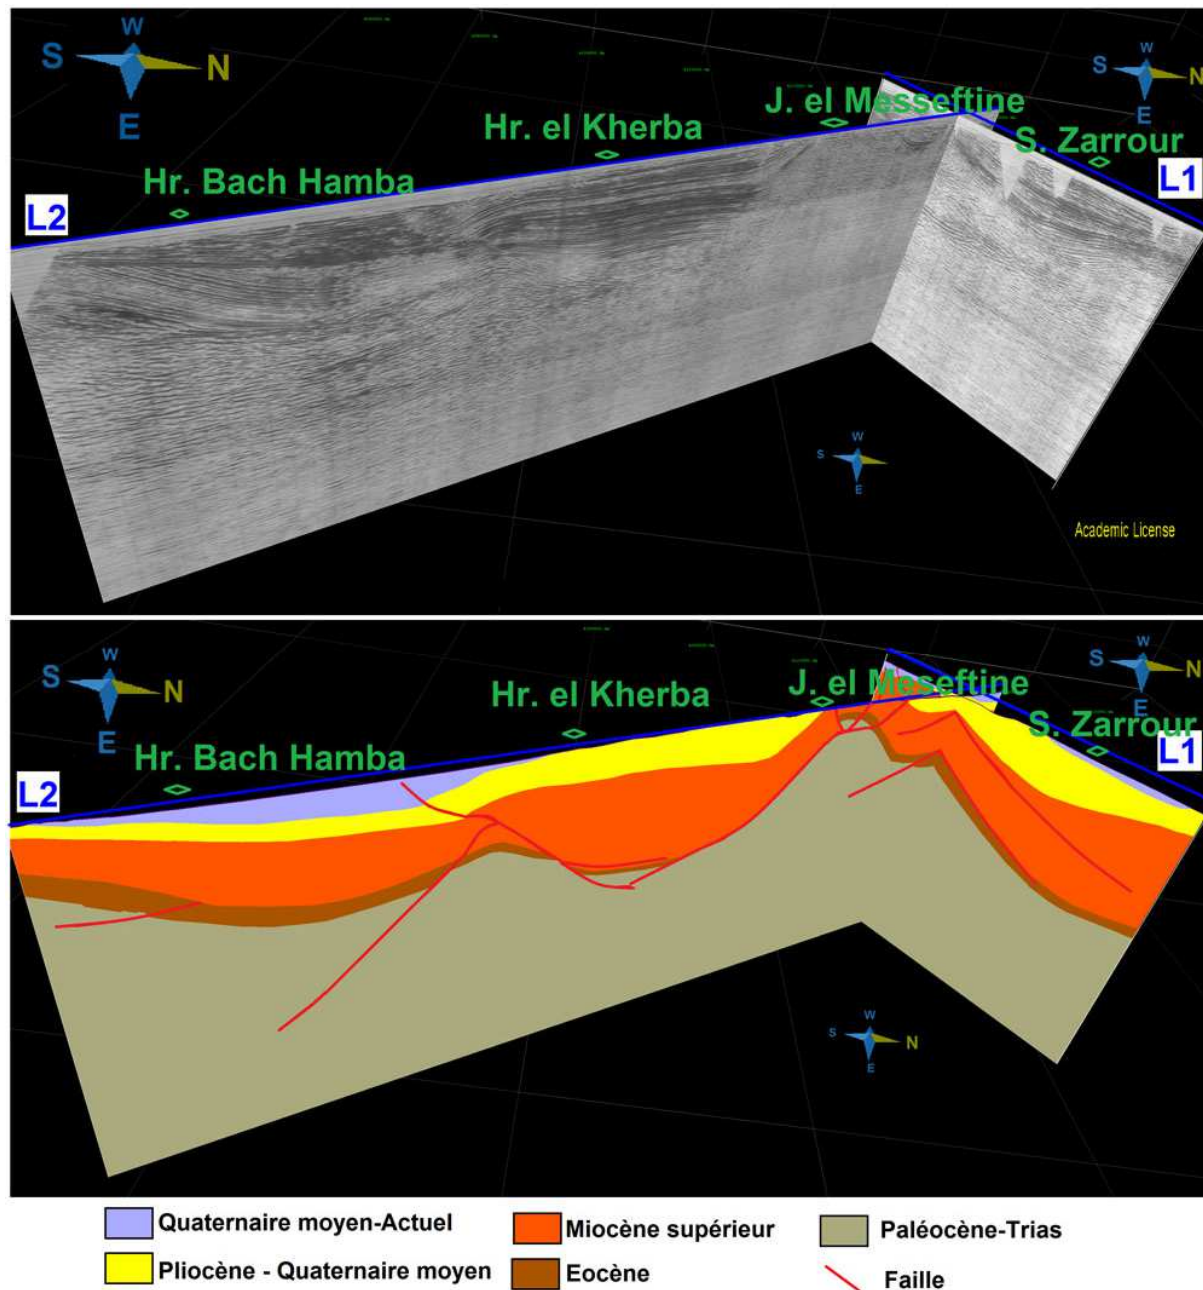 W
S
N
E
W
S
N
E
J. el Messeftine
Hr. el Kherba
S. Zarrour
Hr. Bach Hamba
L1
L2
W
S
E
Academic License
W
S
N
E
W
S
N
E
J. el Meseftine
Hr. el Kherba
S. Zarrour
Hr. Bach Hamba
L1
L2
W
S
N
E
Quaternaire moyen-Actuel
Miocène supérieur
Paléocène-Trias
Pliocène - Quaternaire moyen
Eocène
Faille